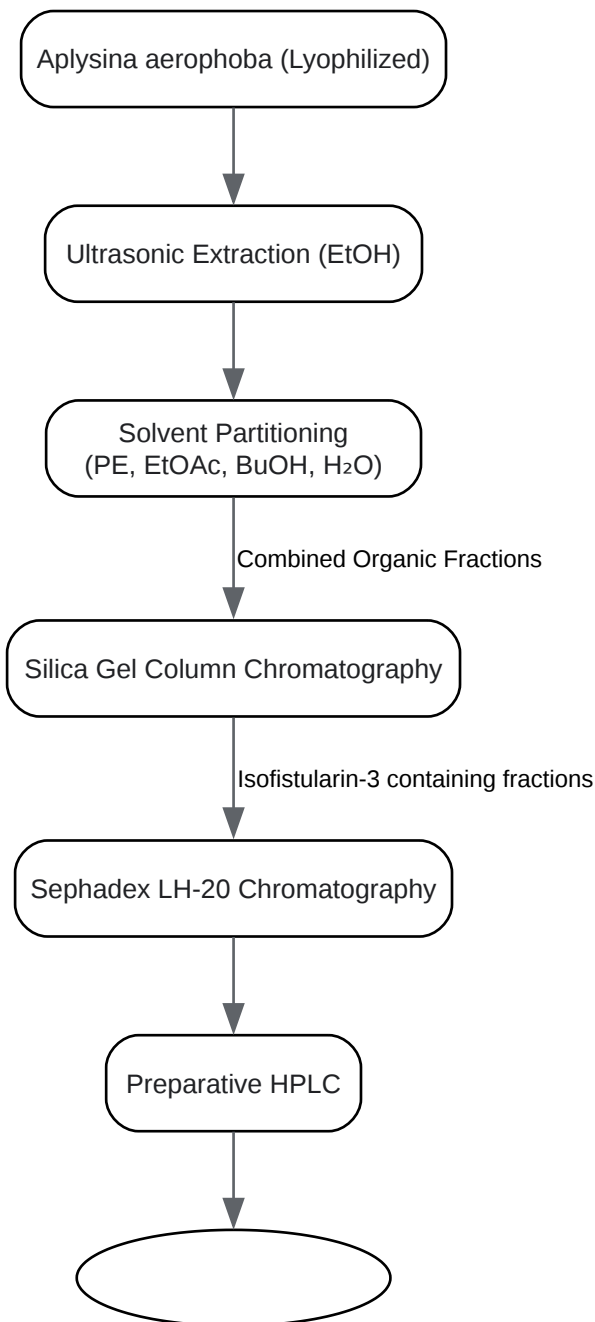 Aplysina aerophoba (Lyophilized)
Ultrasonic Extraction (EtOH)
Solvent Partitioning
(PE, EtOAc, BuOH, H₂O)
Combined Organic Fractions
Silica Gel Column Chromatography
Isofistularin-3 containing fractions
Sephadex LH-20 Chromatography
Preparative HPLC